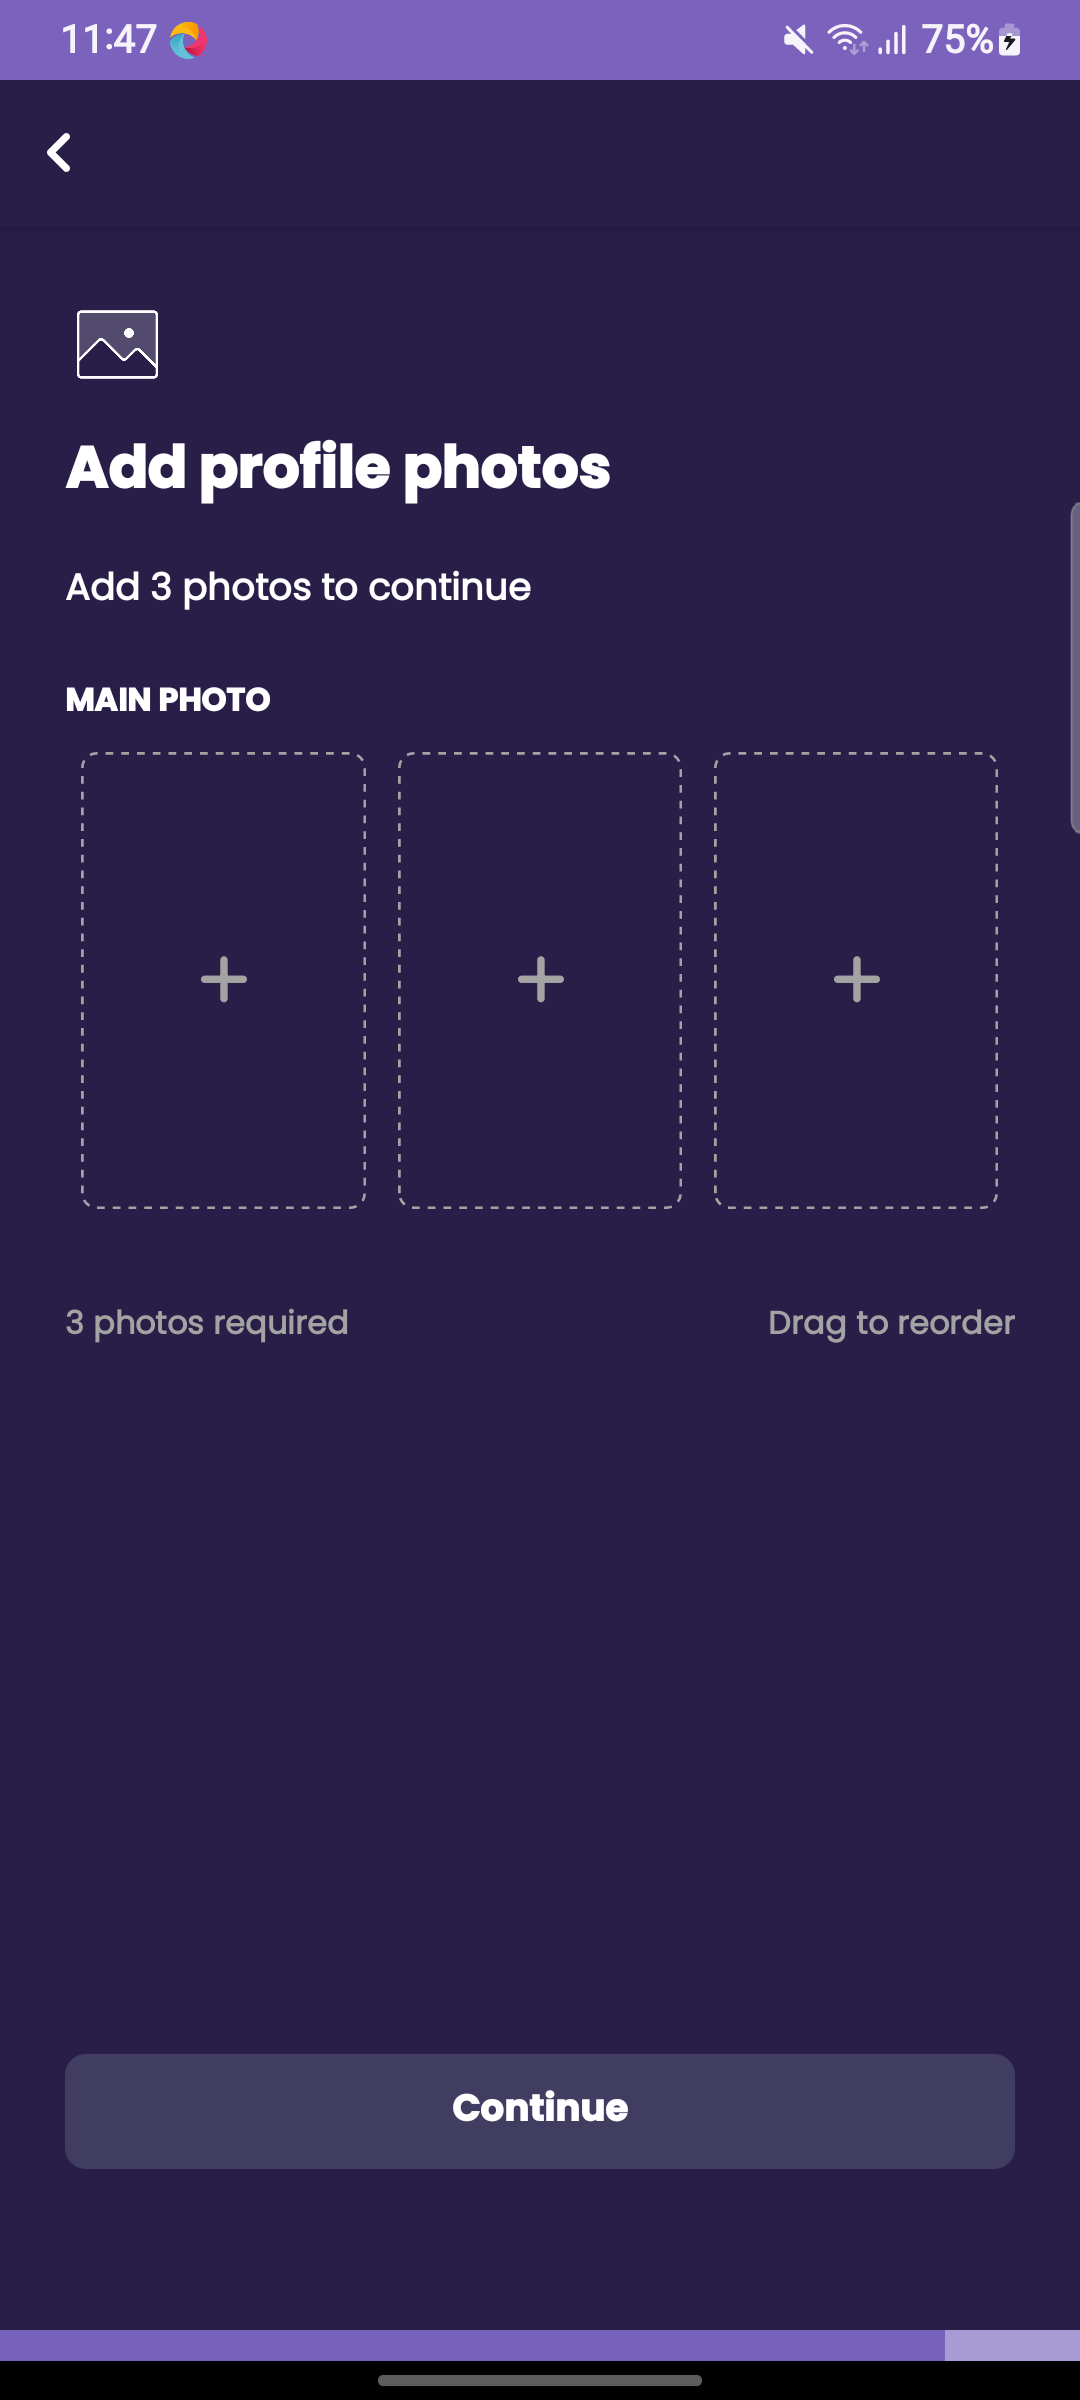 11:47
75%
Add profile photos
Add 3 photos to continue
MAIN PHOTO
3 photos required
Drag to reorder
Continue